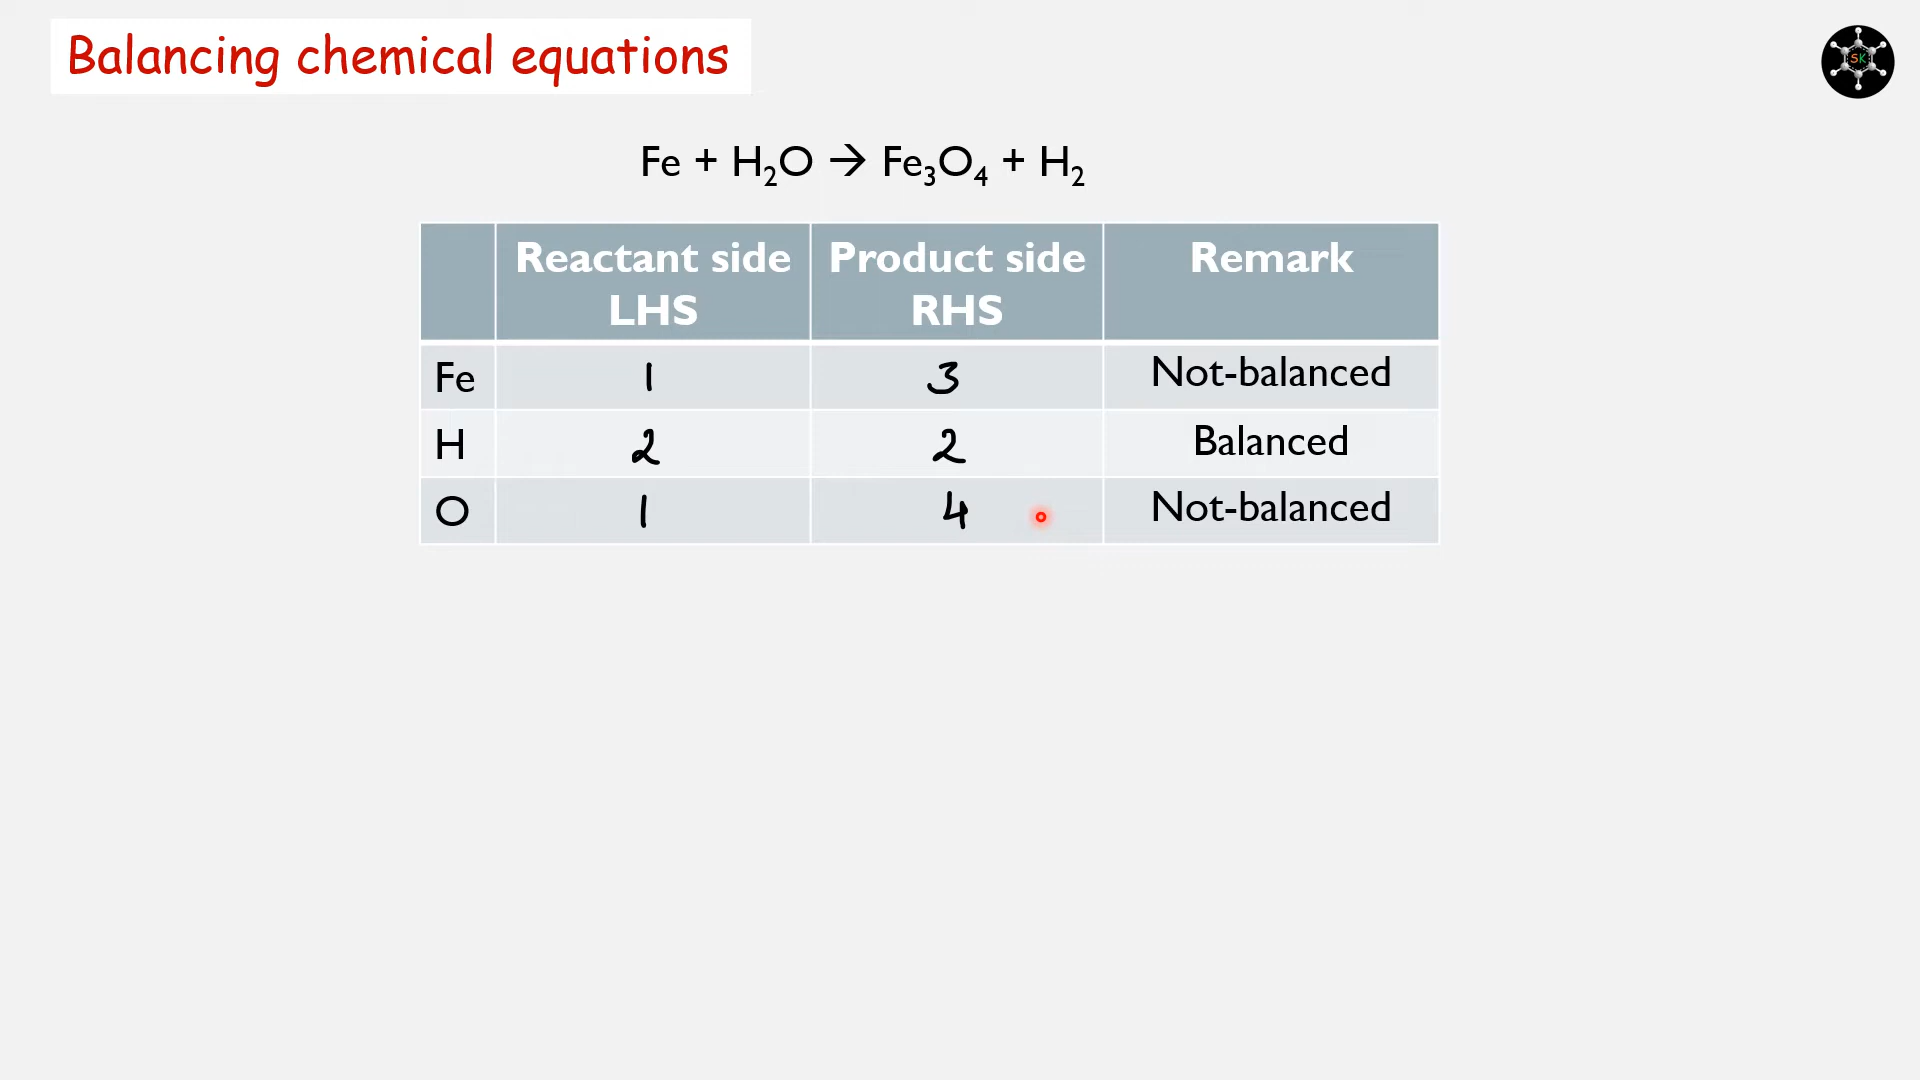 Balancing chemical equations
SK
Fe + H₂O → Fe₃O₄ + H₂
Reactant side LHS Product side RHS Remark
Fe 1 3 Not-balanced
H 2 2 Balanced
O 1 4 Not-balanced